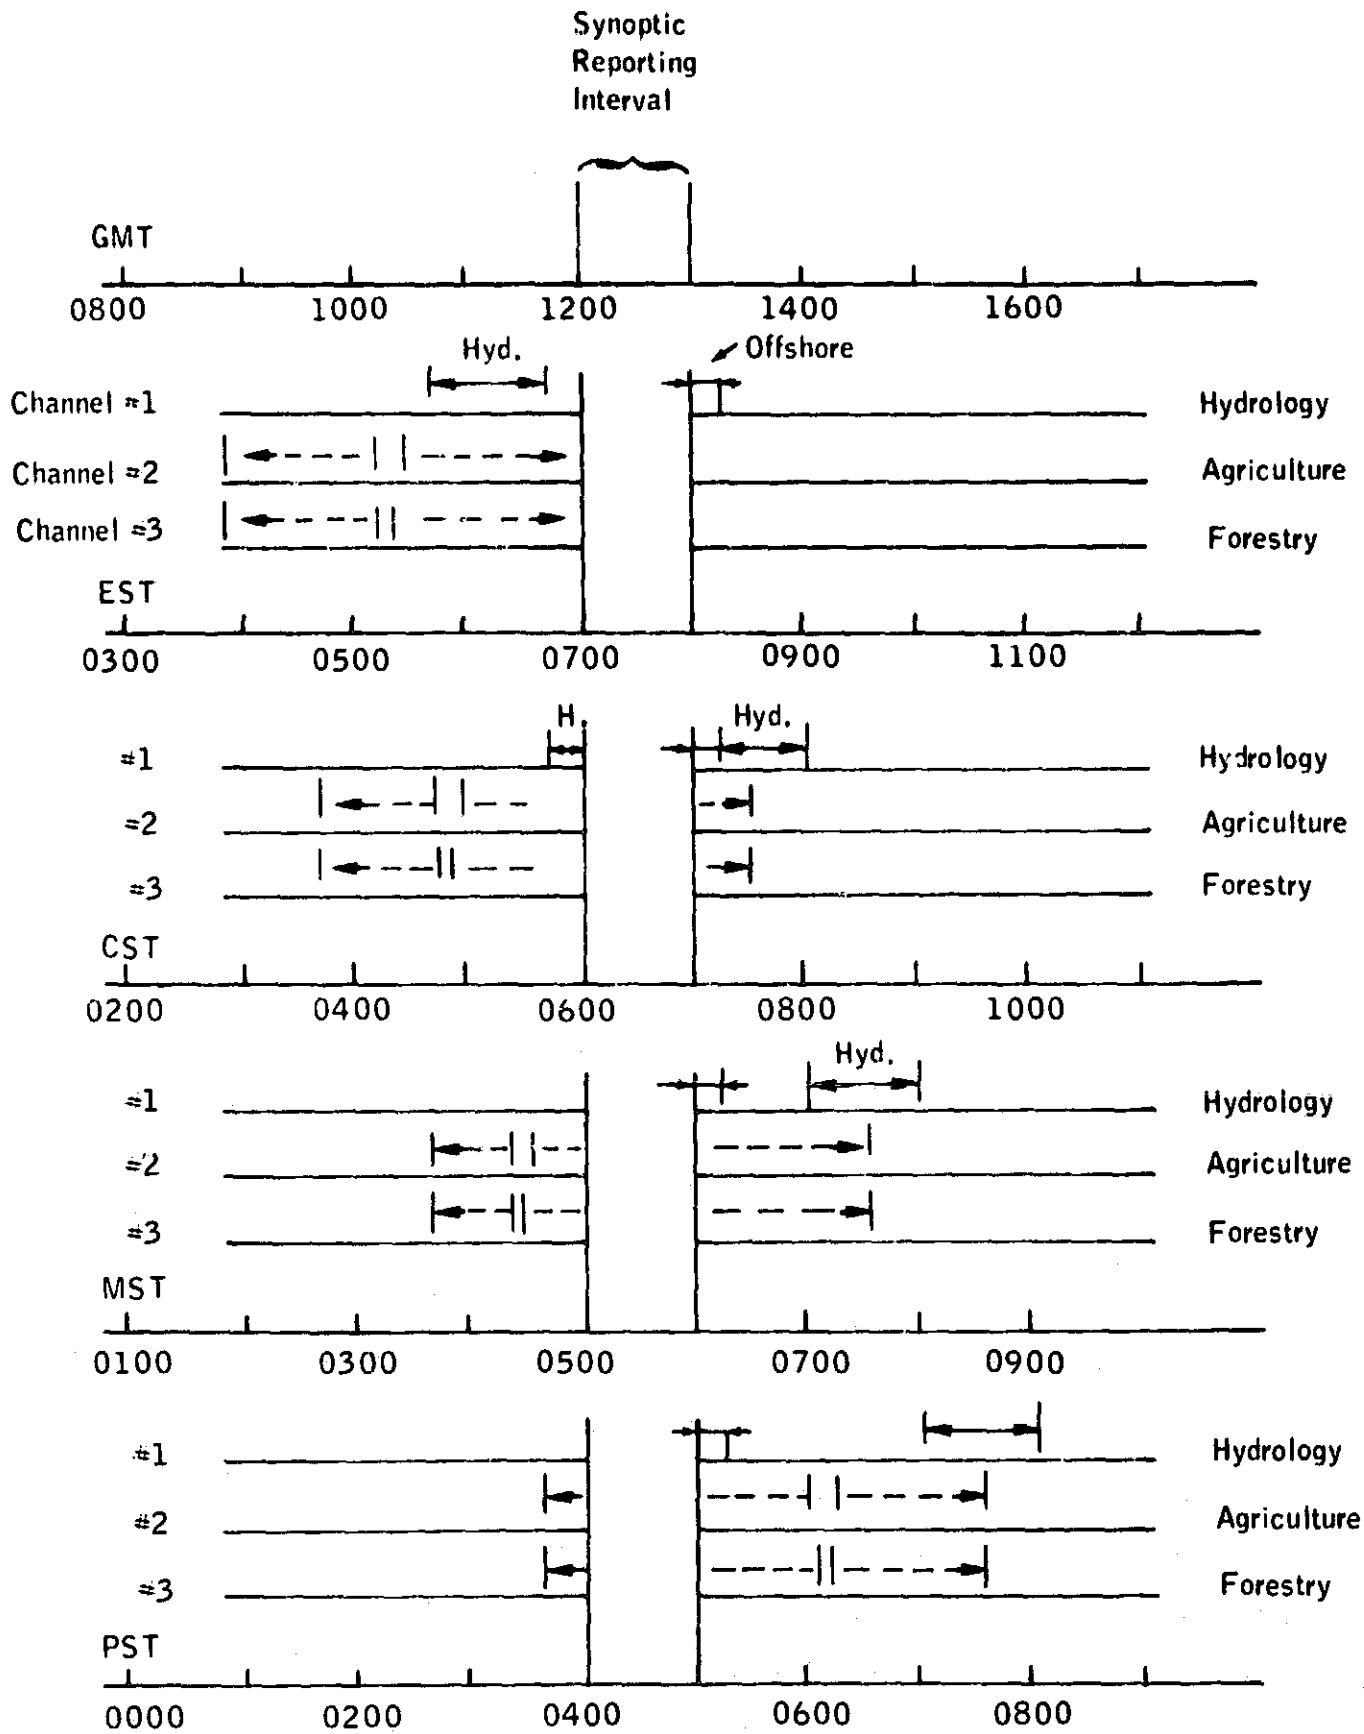 Synoptic
Reporting
Interval
GMT
0800 1000 1200 1400 1600
Hyd. Offshore
Channel #1 Hydrology
Channel #2 Agriculture
Channel #3 Forestry
EST
0300 0500 0700 0900 1100
H. Hyd.
#1 Hydrology
#2 Agriculture
#3 Forestry
CST
0200 0400 0600 0800 1000
Hyd.
#1 Hydrology
#2 Agriculture
#3 Forestry
MST
0100 0300 0500 0700 0900
#1 Hydrology
#2 Agriculture
#3 Forestry
PST
0000 0200 0400 0600 0800